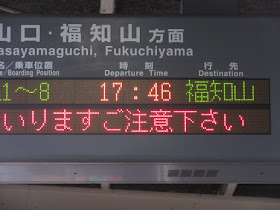 山口・福知山 方面
asayamaguchi, Fukuchiyama
名/乗車位置 時刻 行先
e/Boarding Position Departure Time Destination
1～8 17:46 福知山
いりますご注意下さい